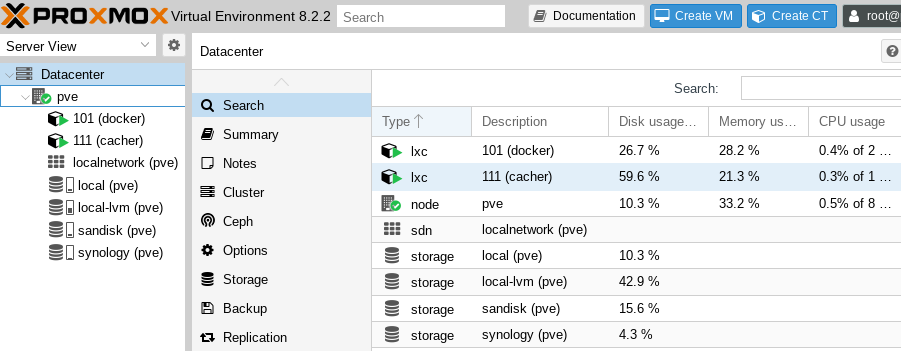 PROXMOX Virtual Environment 8.2.2 Search Documentation Create VM Create CT root@
Server View
Datacenter
pve
101 (docker)
111 (cacher)
localnetwork (pve)
local (pve)
local-lvm (pve)
sandisk (pve)
synology (pve)
Datacenter
Search
Summary
Notes
Cluster
Ceph
Options
Storage
Backup
Replication
Search:
Type Description Disk usage... Memory us... CPU usage
lxc 101 (docker) 26.7 % 28.2 % 0.4% of 2 ...
lxc 111 (cacher) 59.6 % 21.3 % 0.3% of 1 ...
node pve 10.3 % 33.2 % 0.5% of 8 ...
sdn localnetwork (pve)
storage local (pve) 10.3 %
storage local-lvm (pve) 42.9 %
storage sandisk (pve) 15.6 %
storage synology (pve) 4.3 %